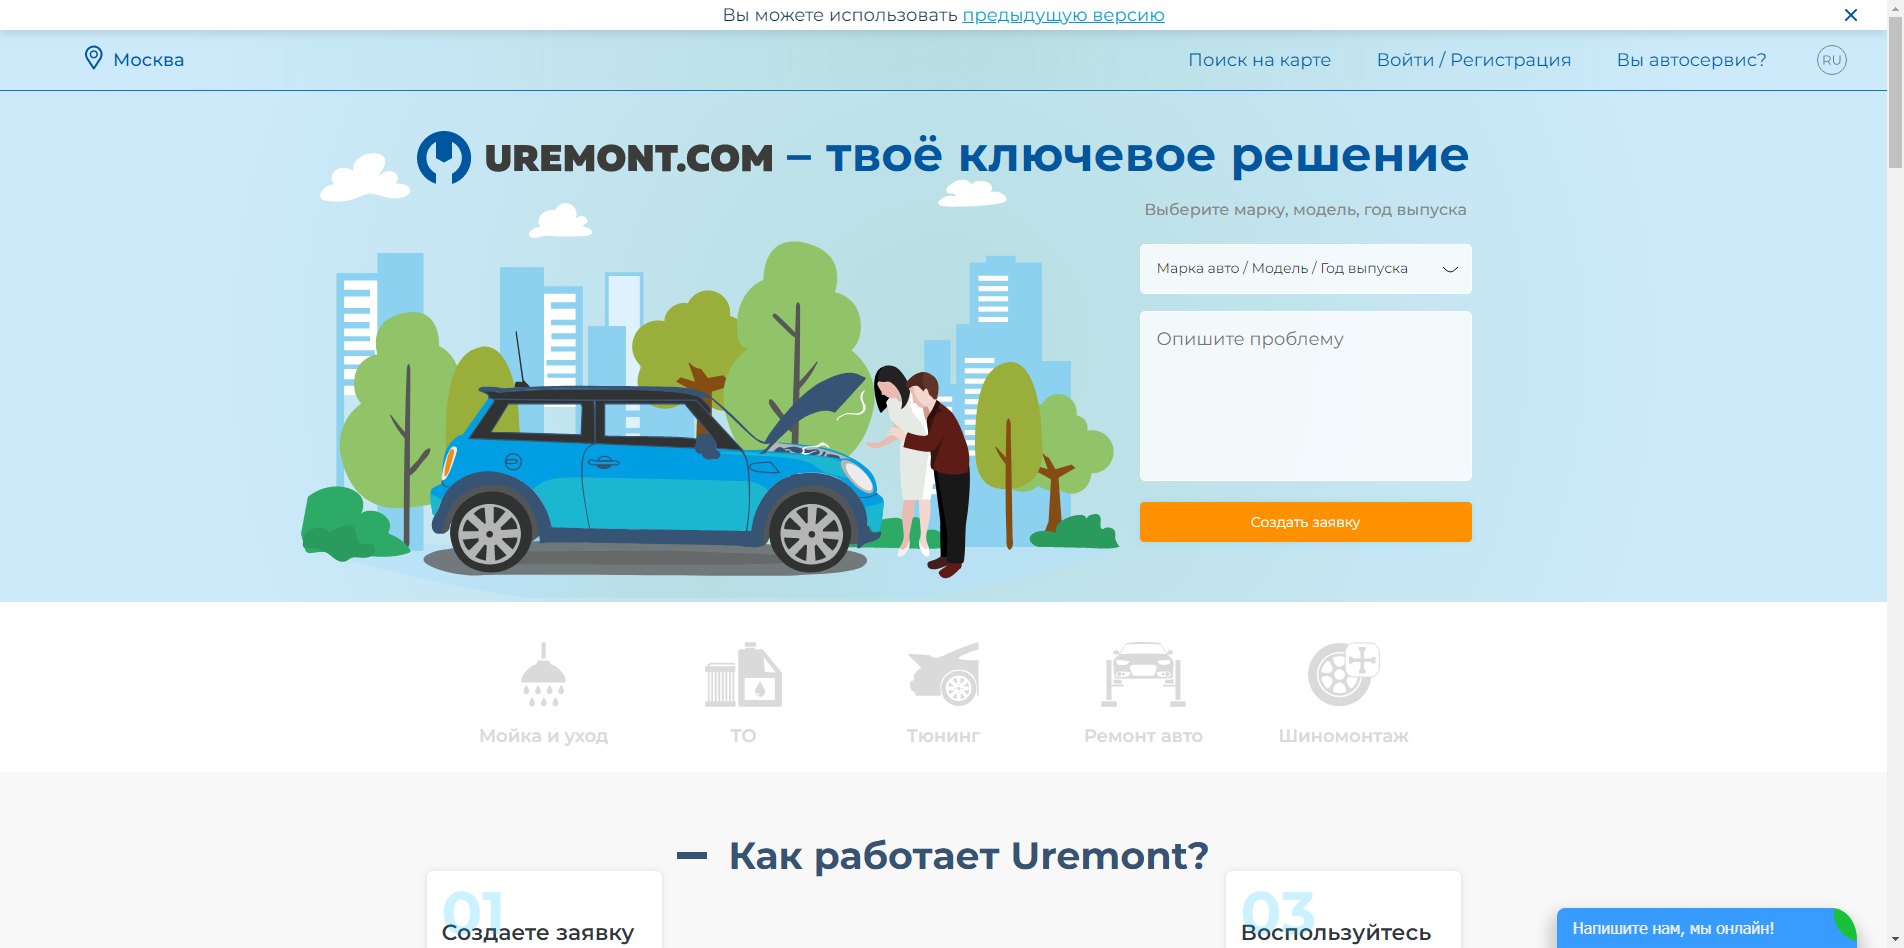 Вы можете использовать предыдущую версию
Москва
Поиск на карте
Войти / Регистрация
Вы автосервис?
RU
UREMONT.COM – твоё ключевое решение
Выберите марку, модель, год выпуска
Марка авто / Модель / Год выпуска
Опишите проблему
Создать заявку
Мойка и уход
ТО
Тюнинг
Ремонт авто
Шиномонтаж
Как работает Uremont?
01
Создаете заявку
03
Воспользуйтесь
Напишите нам, мы онлайн!